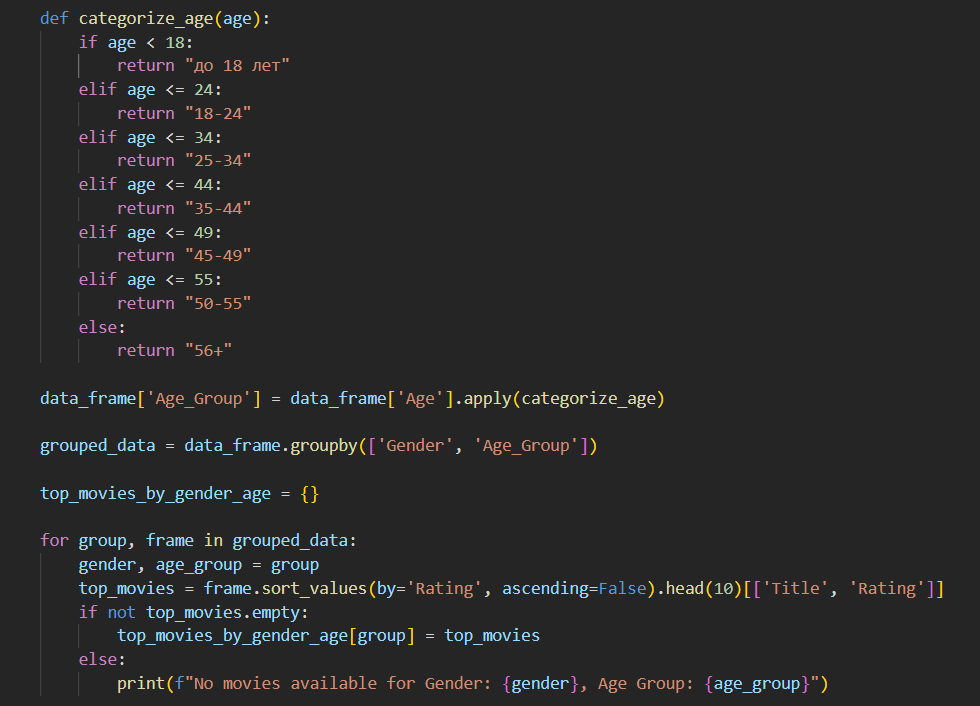 def categorize_age(age):
    if age < 18:
        return "до 18 лет"
    elif age <= 24:
        return "18-24"
    elif age <= 34:
        return "25-34"
    elif age <= 44:
        return "35-44"
    elif age <= 49:
        return "45-49"
    elif age <= 55:
        return "50-55"
    else:
        return "56+"

data_frame['Age_Group'] = data_frame['Age'].apply(categorize_age)

grouped_data = data_frame.groupby(['Gender', 'Age_Group'])

top_movies_by_gender_age = {}

for group, frame in grouped_data:
    gender, age_group = group
    top_movies = frame.sort_values(by='Rating', ascending=False).head(10)[['Title', 'Rating']]
    if not top_movies.empty:
        top_movies_by_gender_age[group] = top_movies
    else:
        print(f"No movies available for Gender: {gender}, Age Group: {age_group}")